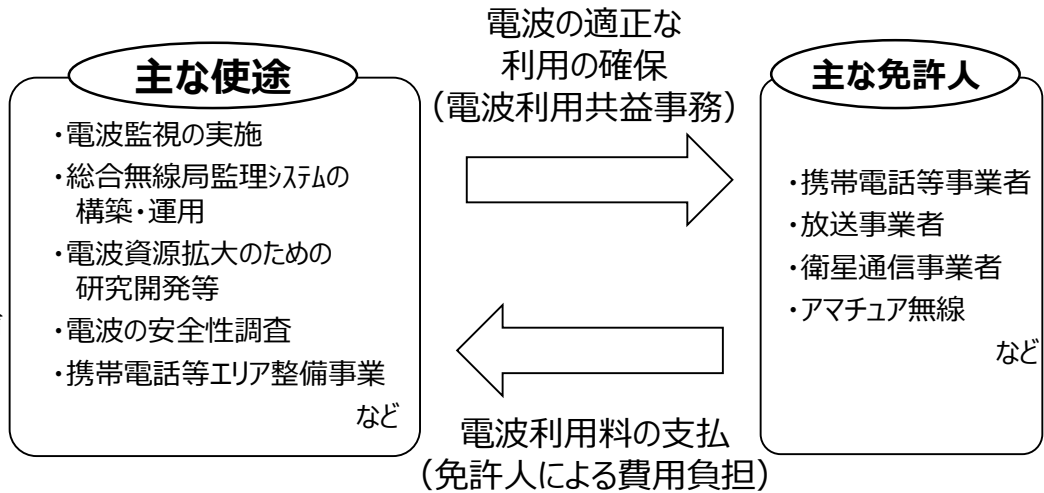 主な使途
・電波監視の実施
・総合無線局監理システムの
構築・運用
・電波資源拡大のための
研究開発等
・電波の安全性調査
・携帯電話等エリア整備事業
など
電波の適正な
利用の確保
(電波利用共益事務)
電波利用料の支払
(免許人による費用負担)
主な免許人
・携帯電話等事業者
・放送事業者
・衛星通信事業者
・アマチュア無線
など